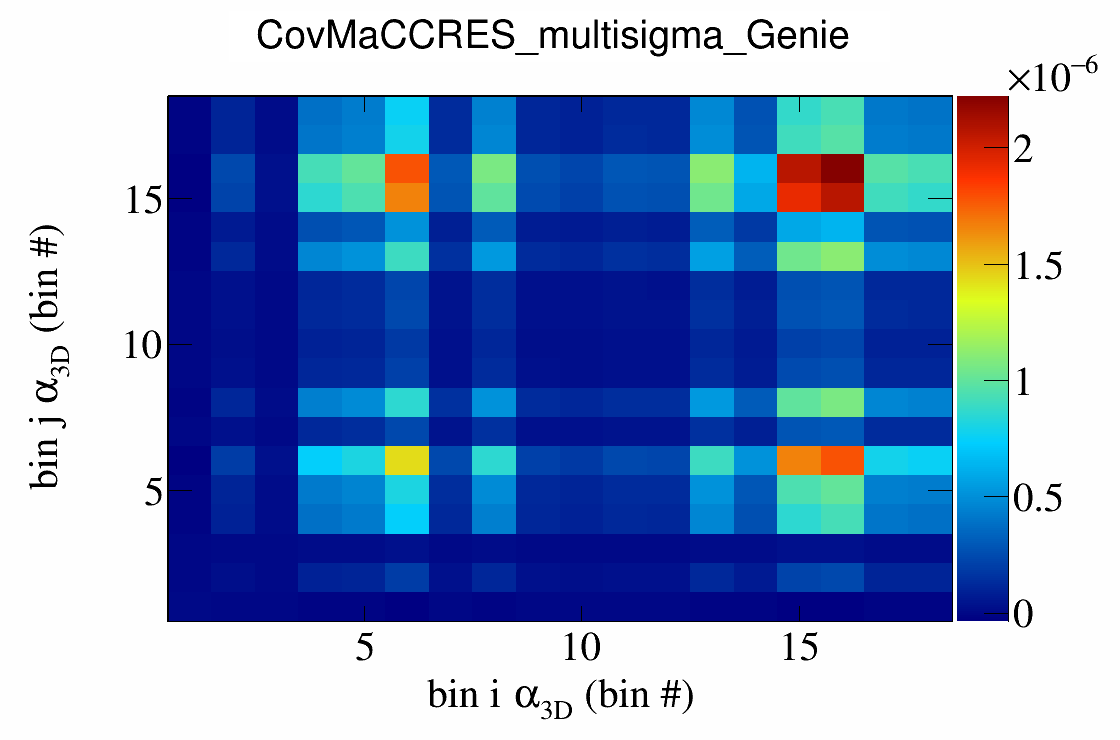 CovMaCCRES_multisigma_Genie
×10⁻⁶
2
1.5
1
0.5
0
15
10
5
bin j α3D (bin #)
5 10 15
bin i α3D (bin #)